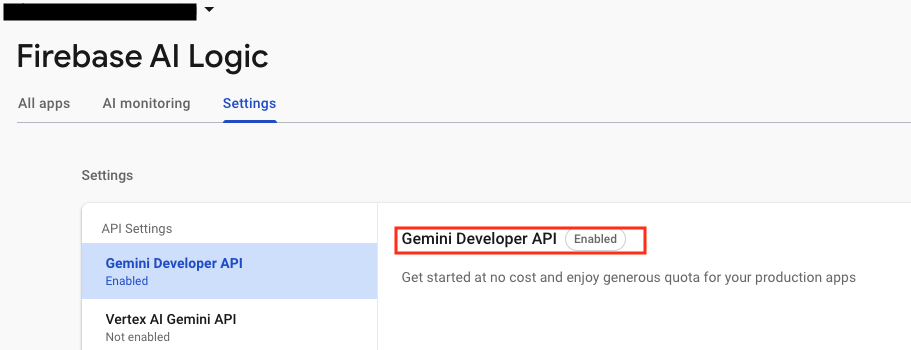 Firebase AI Logic
All apps AI monitoring Settings
Settings
API Settings
Gemini Developer API
Enabled
Vertex AI Gemini API
Not enabled
Gemini Developer API Enabled
Get started at no cost and enjoy generous quota for your production apps